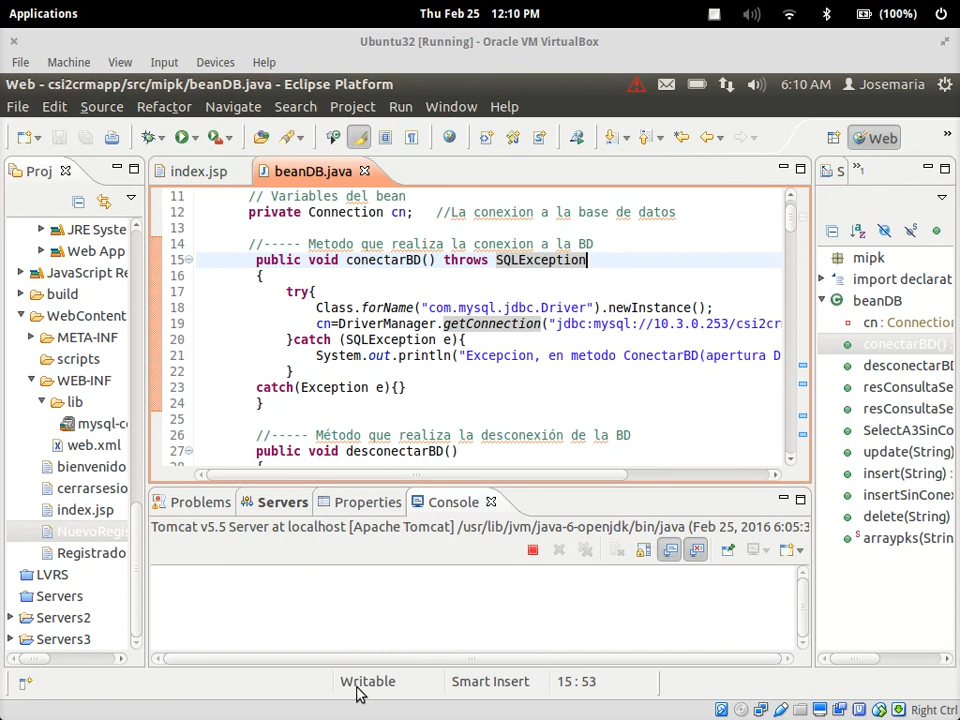 Applications
Thu Feb 25 12:10 PM
(100%)
Ubuntu32 [Running] - Oracle VM VirtualBox
File Machine View Input Devices Help
Web - csi2crmapp/src/mipk/beanDB.java - Eclipse Platform
6:10 AM Josemaria
File Edit Source Refactor Navigate Search Project Run Window Help
Web »
Proj
index.jsp
beanDB.java
S »1
11 // Variables del bean
12 private Connection cn; //La conexion a la base de datos
13
14 //----- Metodo que realiza la conexion a la BD
15 public void conectarBD() throws SQLException
16 {
17 try{
18 Class.forName("com.mysql.jdbc.Driver").newInstance();
19 cn=DriverManager.getConnection("jdbc:mysql://10.3.0.253/csi2cr
20 }catch (SQLException e){
21 System.out.println("Excepcion, en metodo ConectarBD(apertura D
22 }
23 catch(Exception e){}
24 }
25
26 //----- Método que realiza la desconexión de la BD
27 public void desconectarBD()
28 {
JRE Syste
Web App
JavaScript Re
build
WebContent
META-INF
scripts
WEB-INF
lib
mysql-c
web.xml
bienvenido
cerrarsesio
index.jsp
NuevoRegi
Registrado
LVRS
Servers
Servers2
Servers3
mipk
import declarat
beanDB
cn : Connectio
conectarBD() :
desconectarBD
resConsultaSe
resConsultaSe
SelectA3SinCo
update(String)
insert(String) :
insertSinCone
delete(String)
arraypks(Strin
Problems Servers Properties Console
Tomcat v5.5 Server at localhost [Apache Tomcat] /usr/lib/jvm/java-6-openjdk/bin/java (Feb 25, 2016 6:05:3
Writable Smart Insert 15 : 53
Right Ctrl